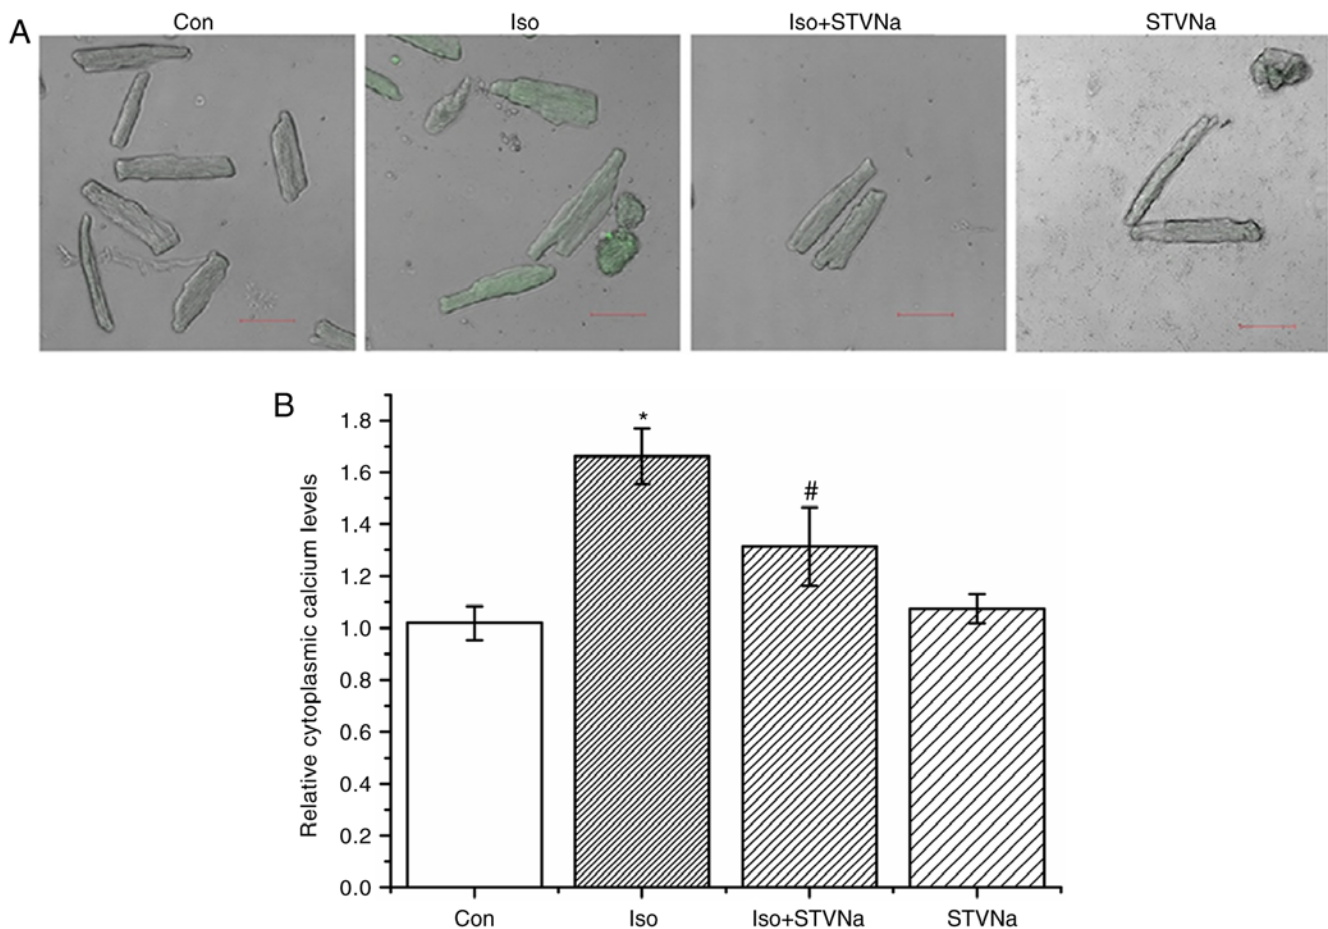 A
Con
Iso
Iso+STVNa
STVNa
B
Relative cytoplasmic calcium levels
1.8
1.6
1.4
1.2
1.0
0.8
0.6
0.4
0.2
0.0
*
#
Con
Iso
Iso+STVNa
STVNa